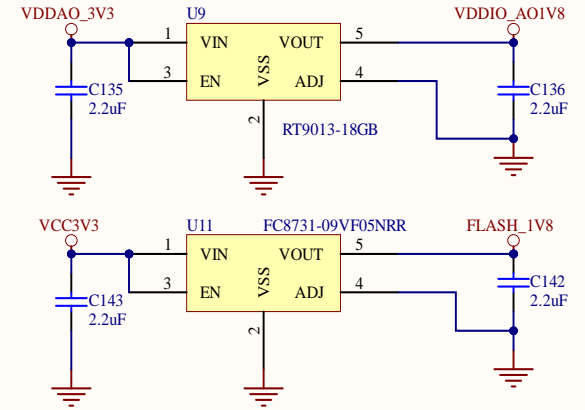 VDDAO_3V3 U9 VDDIO_AO1V8
1 VIN VOUT 5
3 EN ADJ 4
VSS
2
C135
2.2uF
C136
2.2uF
RT9013-18GB
VCC3V3 U11 FC8731-09VF05NRR FLASH_1V8
1 VIN VOUT 5
3 EN ADJ 4
VSS
2
C143
2.2uF
C142
2.2uF